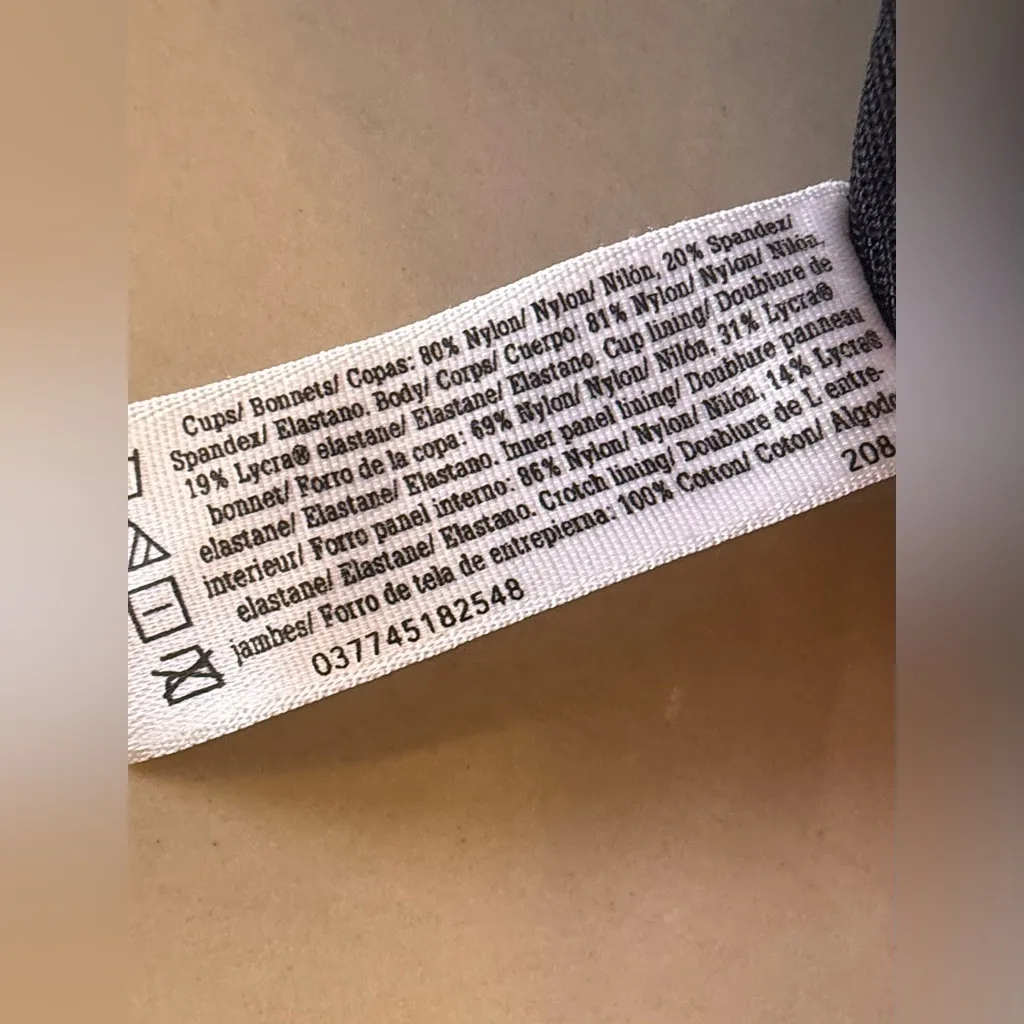 Cups/ Bonnets/ Copas: 80% Nylon/ Nylon/ Nilón, 20% Spandex/
Spandex/ Elastano. Body/ Corps/ Cuerpo: 81% Nylon/ Nylon/ Nilón,
19% Lycra® elastane/ Elastane/ Elastano. Cup lining/ Doublure de
bonnet/ Forro de la copa: 69% Nylon/ Nylon/ Nilón, 31% Lycra®
elastane/ Elastane/ Elastano. Inner panel lining/ Doublure panneau
interieur/ Forro panel interno: 86% Nylon/ Nylon/ Nilón, 14% Lycra®
elastane/ Elastane/ Elastano. Crotch lining/ Doublure de L entre-
jambes/ Forro de tela de entrepierna: 100% Cotton/ Coton/ Algodo
037745182548
208